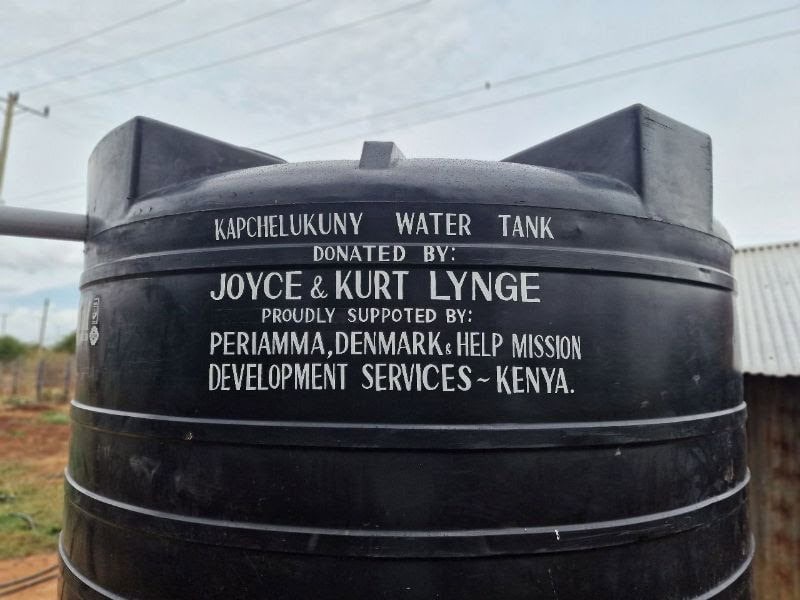 KAPCHELUKUNY WATER TANK
DONATED BY:
JOYCE & KURT LYNGE
PROUDLY SUPPOTED BY:
PERIAMMA, DENMARK & HELP MISSION
DEVELOPMENT SERVICES ~ KENYA.